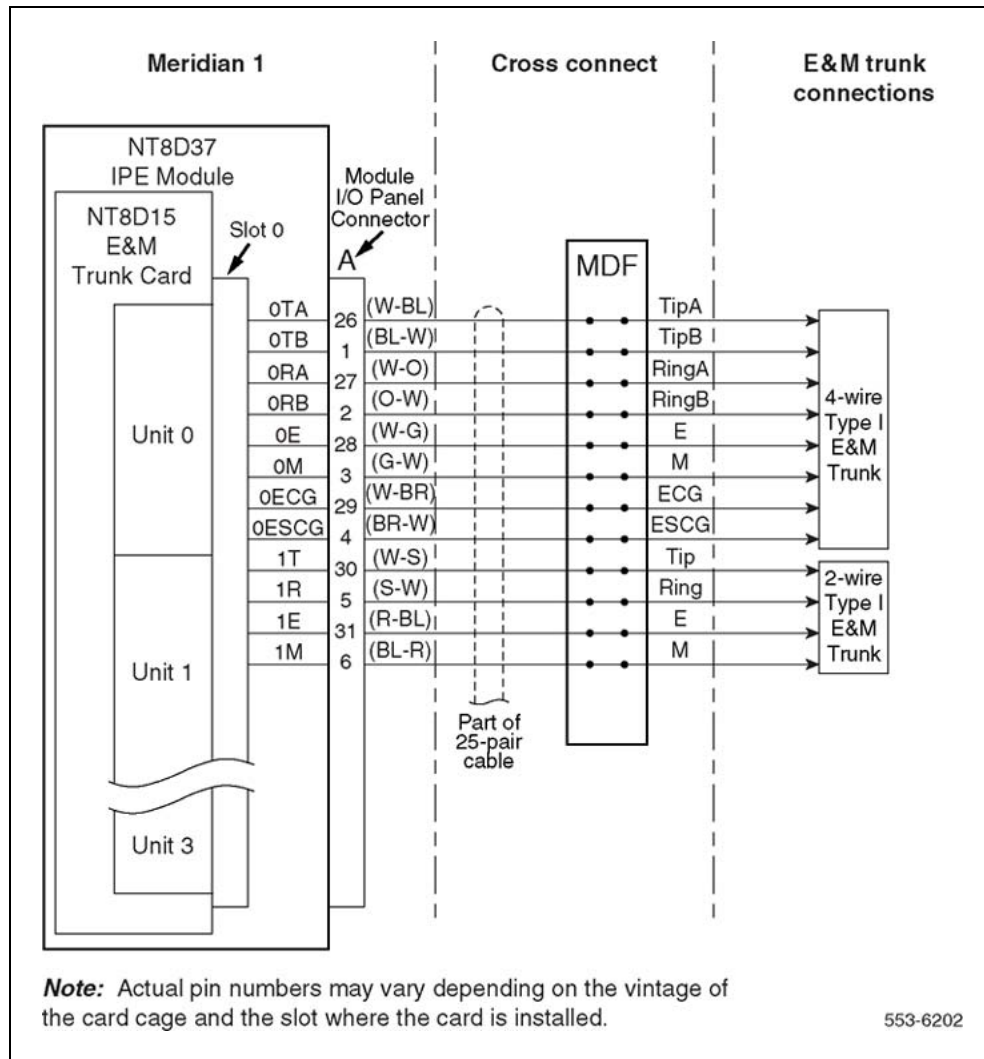 Meridian 1
Cross connect
E&M trunk
connections
NT8D37
IPE Module
Module
I/O Panel
Connector
NT8D15
E&M
Trunk Card
Slot 0
A
MDF
0TA 26 (W-BL) TipA
0TB 1 (BL-W) TipB
0RA 27 (W-O) RingA
0RB 2 (O-W) RingB
0E 28 (W-G) E
0M 3 (G-W) M
0ECG 29 (W-BR) ECG
0ESCG 4 (BR-W) ESCG
1T 30 (W-S) Tip
1R 5 (S-W) Ring
1E 31 (R-BL) E
1M 6 (BL-R) M
Unit 0
Unit 1
Unit 3
4-wire
Type I
E&M
Trunk
2-wire
Type I
E&M
Trunk
Part of
25-pair
cable
Note: Actual pin numbers may vary depending on the vintage of
the card cage and the slot where the card is installed.
553-6202